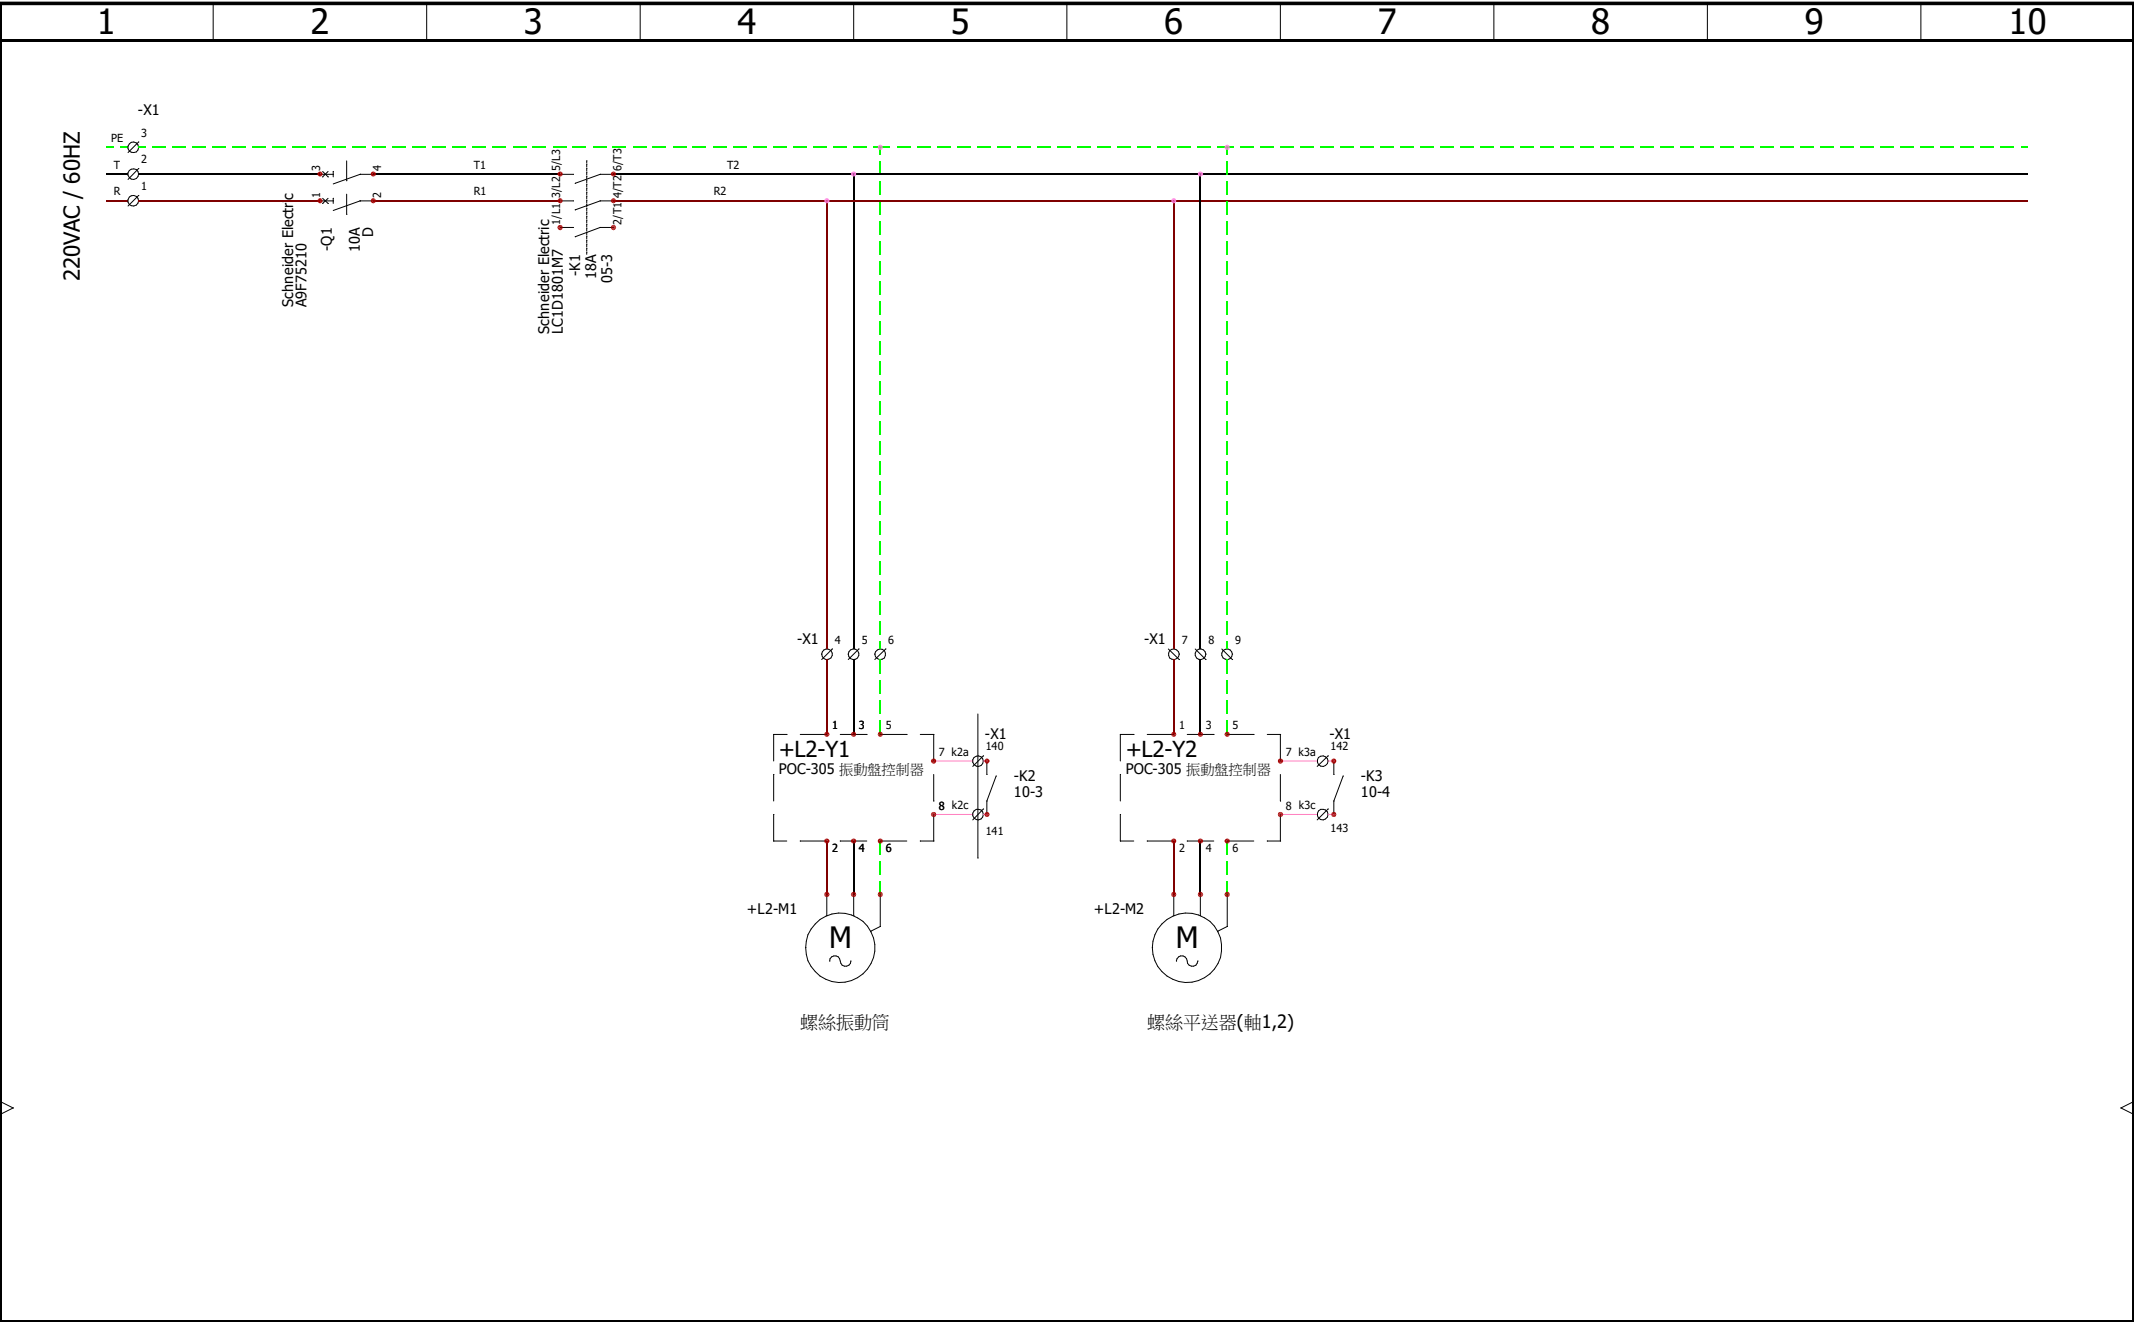 1 2 3 4 5 6 7 8 9 10
220VAC / 60HZ
-X1
PE 3
T 2
R 1
3 4
1 2
Schneider Electric
A9F75210
-Q1
10A
D
T1
R1
5/L3 6/T3
3/L2 4/T2
1/L1 2/T1
Schneider Electric
LC1D1801M7
-K1
18A
05-3
T2
R2
-X1 4 5 6
1 3 5
+L2-Y1
POC-305 振動盤控制器
7 k2a
8 k2c
-X1
140
-K2
10-3
141
2 4 6
+L2-M1
M
螺絲振動筒
-X1 7 8 9
1 3 5
+L2-Y2
POC-305 振動盤控制器
7 k3a
8 k3c
-X1
142
-K3
10-4
143
2 4 6
+L2-M2
M
螺絲平送器(軸1,2)